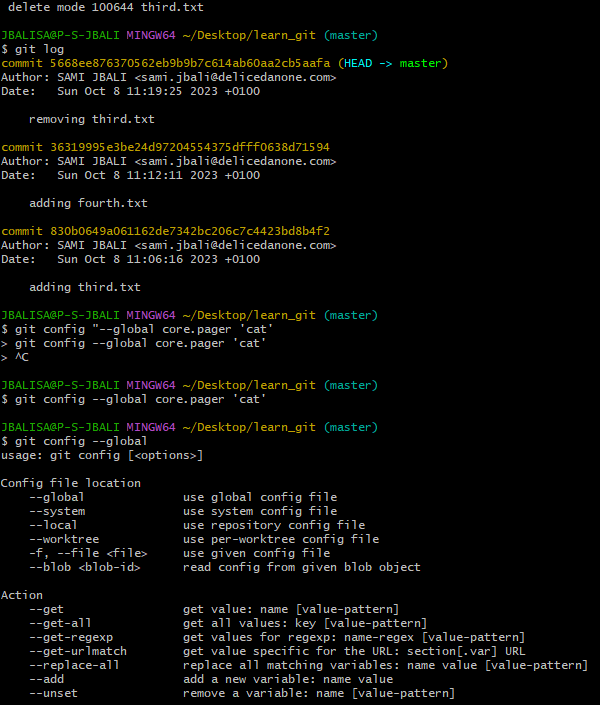 delete mode 100644 third.txt
JBALISA@P-S-JBALI MINGW64 ~/Desktop/learn_git (master)
$ git log
commit 5668ee876370562eb9b9b7c614ab60aa2cb5aafa (HEAD -> master)
Author: SAMI JBALI <sami.jbali@delicedanone.com>
Date:   Sun Oct 8 11:19:25 2023 +0100
    removing third.txt
commit 36319995e3be24d97204554375dfff0638d71594
Author: SAMI JBALI <sami.jbali@delicedanone.com>
Date:   Sun Oct 8 11:12:11 2023 +0100
    adding fourth.txt
commit 830b0649a061162de7342bc206c7c4423bd8b4f2
Author: SAMI JBALI <sami.jbali@delicedanone.com>
Date:   Sun Oct 8 11:06:16 2023 +0100
    adding third.txt
JBALISA@P-S-JBALI MINGW64 ~/Desktop/learn_git (master)
$ git config "--global core.pager 'cat'
> git config --global core.pager 'cat'
> ^C
JBALISA@P-S-JBALI MINGW64 ~/Desktop/learn_git (master)
$ git config --global core.pager 'cat'
JBALISA@P-S-JBALI MINGW64 ~/Desktop/learn_git (master)
$ git config --global
usage: git config [<options>]
Config file location
    --global              use global config file
    --system              use system config file
    --local               use repository config file
    --worktree            use per-worktree config file
    -f, --file <file>     use given config file
    --blob <blob-id>      read config from given blob object
Action
    --get                 get value: name [value-pattern]
    --get-all             get all values: key [value-pattern]
    --get-regexp          get values for regexp: name-regex [value-pattern]
    --get-urlmatch        get value specific for the URL: section[.var] URL
    --replace-all         replace all matching variables: name value [value-pattern]
    --add                 add a new variable: name value
    --unset               remove a variable: name [value-pattern]